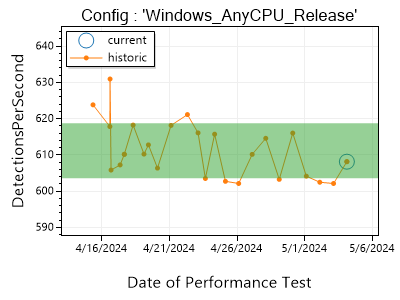 Config : 'Windows_AnyCPU_Release'
current
historic
DetectionsPerSecond
640
630
620
610
600
590
4/16/2024
4/21/2024
4/26/2024
5/1/2024
5/6/2024
Date of Performance Test